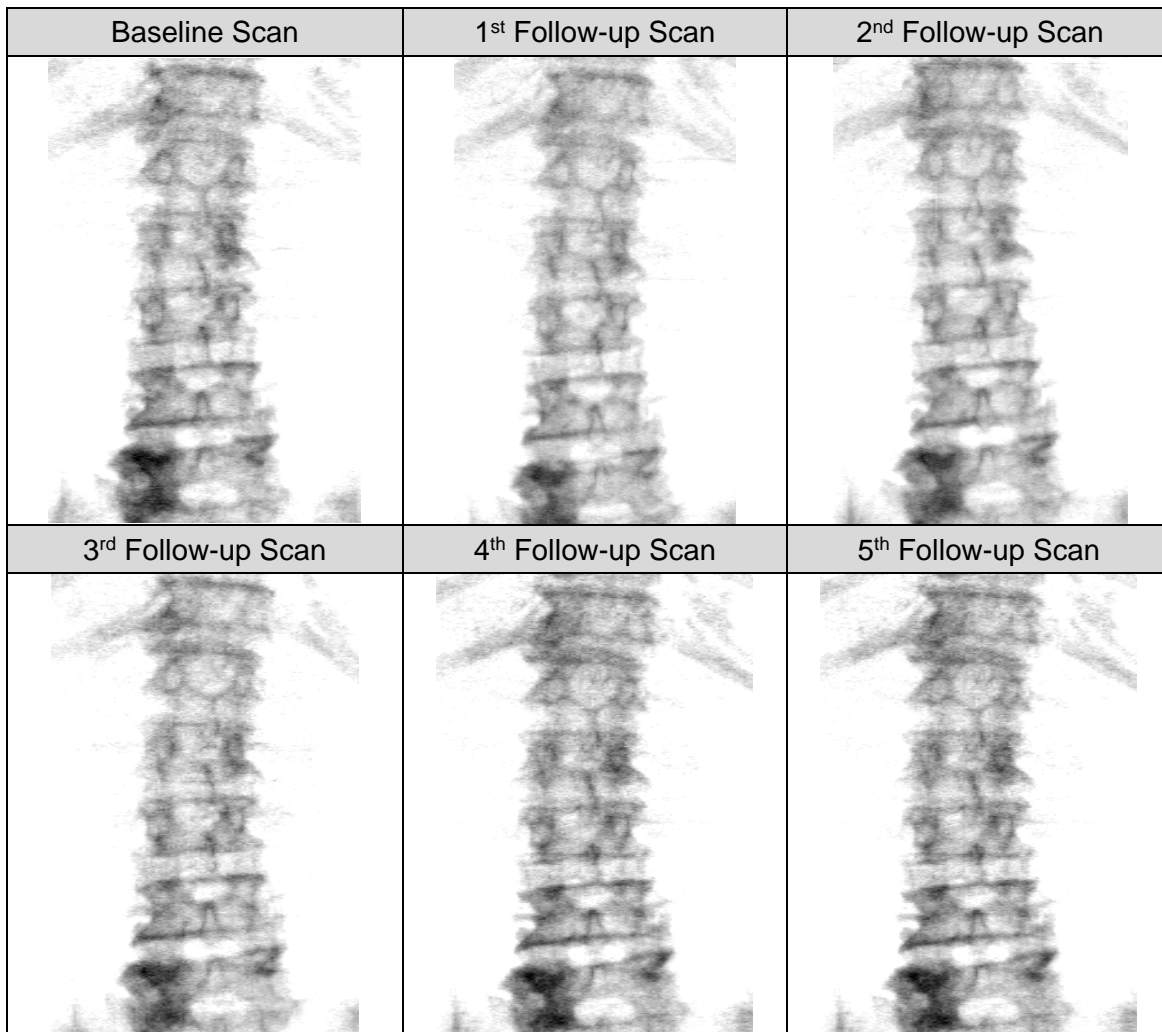 Baseline Scan
1st Follow-up Scan
2nd Follow-up Scan
3rd Follow-up Scan
4th Follow-up Scan
5th Follow-up Scan